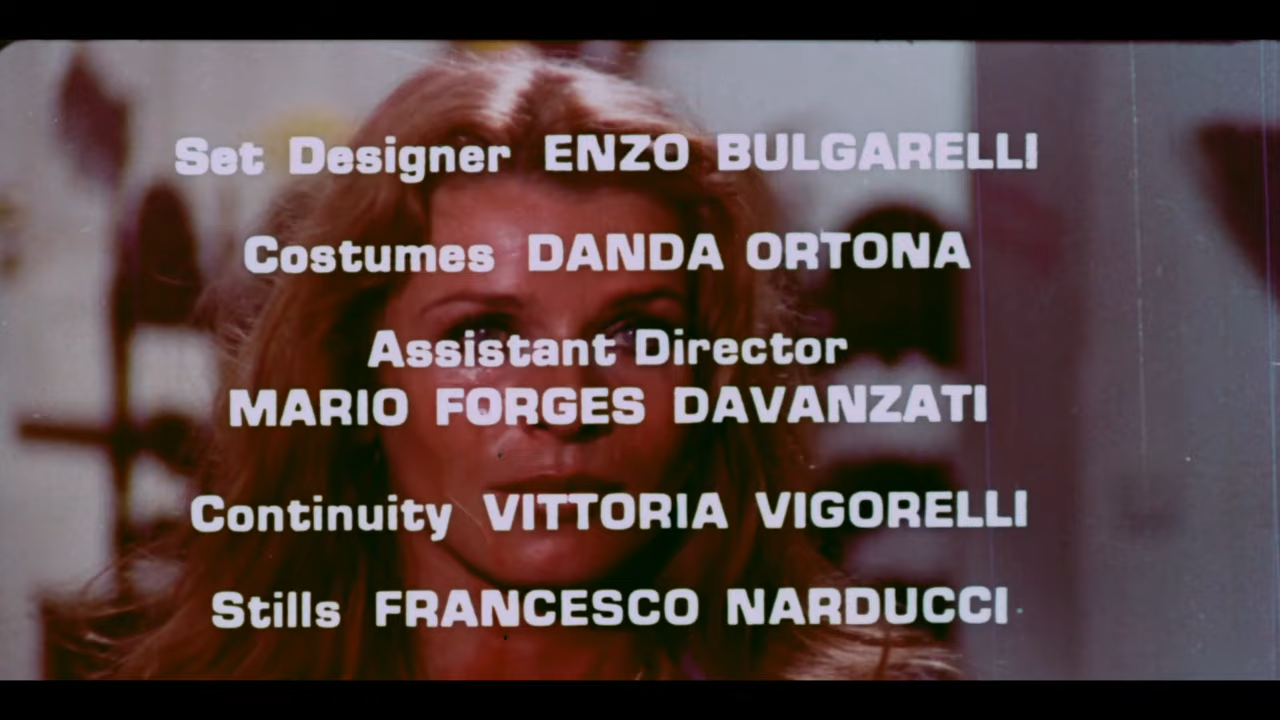 Set Designer ENZO BULGARELLI
Costumes DANDA ORTONA
Assistant Director
MARIO FORGES DAVANZATI
Continuity VITTORIA VIGORELLI
Stills FRANCESCO NARDUCCI